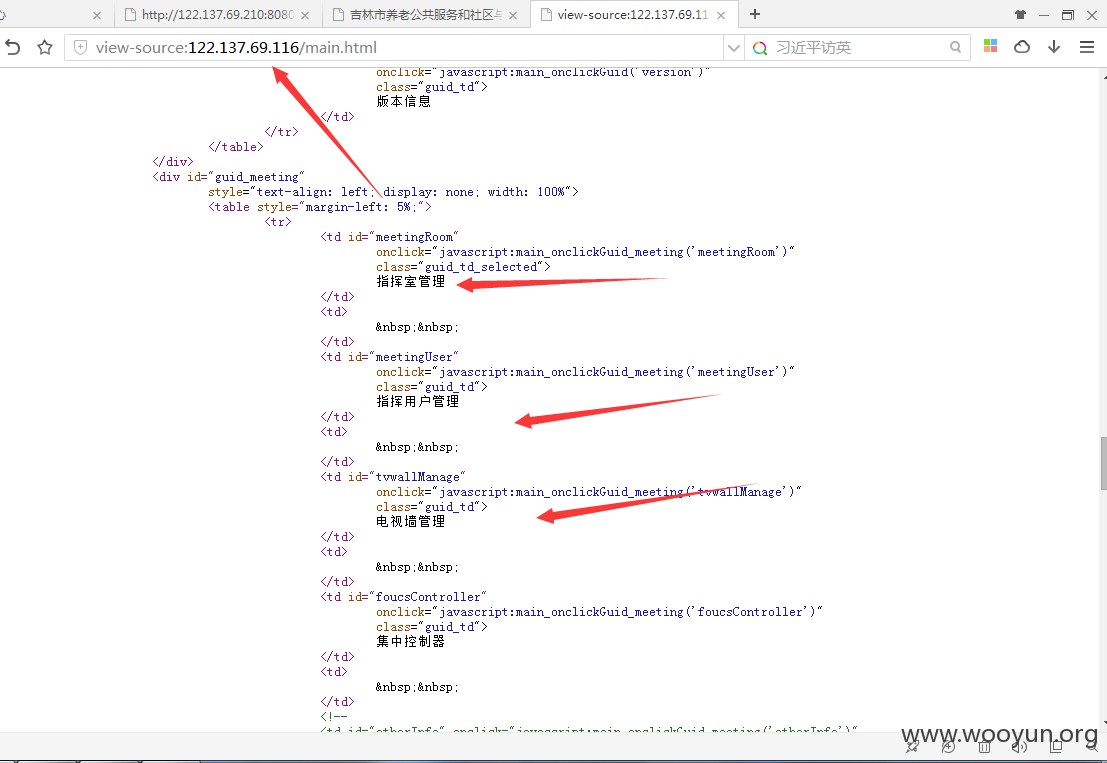 http://122.137.69.210:8080
吉林市养老公共服务和社区
view-source:122.137.69.11
view-source:122.137.69.116/main.html
习近平访英
onclick="javascript:main_onclickGuid('version')"
class="guid_td">
版本信息
</td>
</tr>
</table>
</div>
<div id="guid_meeting"
style="text-align: left; display: none; width: 100%">
<table style="margin-left: 5%;">
<tr>
<td id="meetingRoom"
onclick="javascript:main_onclickGuid_meeting('meetingRoom')"
class="guid_td_selected">
指挥室管理
</td>
<td>
&nbsp;&nbsp;
</td>
<td id="meetingUser"
onclick="javascript:main_onclickGuid_meeting('meetingUser')"
class="guid_td">
指挥用户管理
</td>
<td>
&nbsp;&nbsp;
</td>
<td id="tvwallManage"
onclick="javascript:main_onclickGuid_meeting('tvwallManage')"
class="guid_td">
电视墙管理
</td>
<td>
&nbsp;&nbsp;
</td>
<td id="foucsController"
onclick="javascript:main_onclickGuid_meeting('foucsController')"
class="guid_td">
集中控制器
</td>
<td>
&nbsp;&nbsp;
</td>
<!--
<td id="otherInfo" onclick="javascript:main_onclickGuid_meeting('otherInfo')"
www.wooyun.org